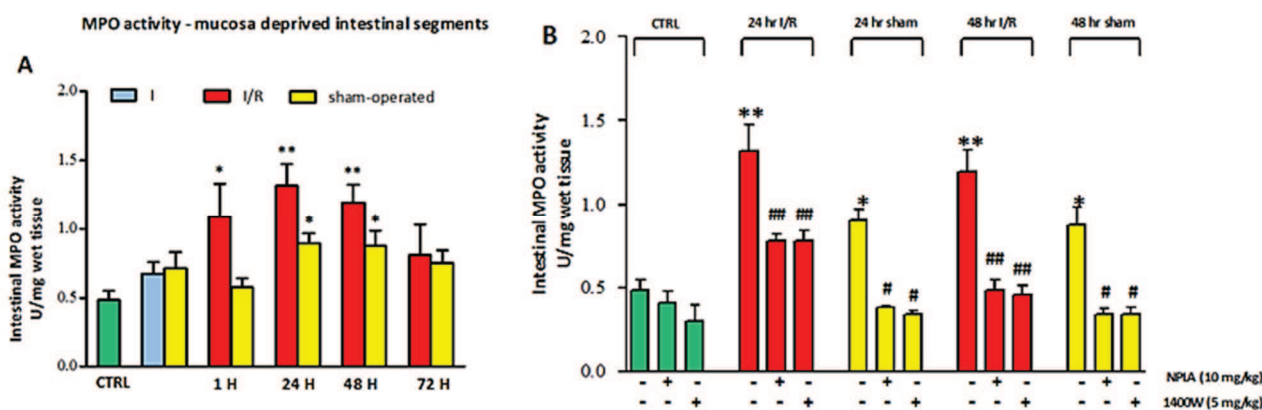 MPO activity - mucosa deprived intestinal segments
A
Intestinal MPO activity
U/mg wet tissue
2.0
1.5
1.0
0.5
0.0
I
I/R
sham-operated
*
**
*
**
*
CTRL
1 H
24 H
48 H
72 H
B
CTRL
24 hr I/R
24 hr sham
48 hr I/R
48 hr sham
Intestinal MPO activity
U/mg wet tissue
2.0
1.5
1.0
0.5
0.0
**
##
##
*
#
#
**
##
##
*
#
#
- + - - + - - + - - + - - + - NPLA (10 mg/kg)
- - + - - + - - + - - + - - + 1400W (5 mg/kg)